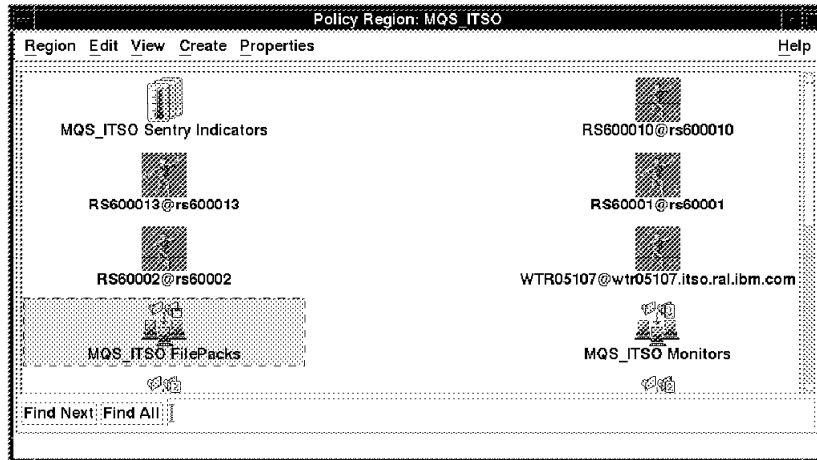 Policy Region: MQS_ITSO
Region Edit View Create Properties Help
MQS_ITSO Sentry Indicators RS600010@rs600010
RS600013@rs600013 RS60001@rs60001
RS60002@rs60002 WTR05107@wtr05107.itso.ral.ibm.com
MQS_ITSO FilePacks MQS_ITSO Monitors
Find Next Find All